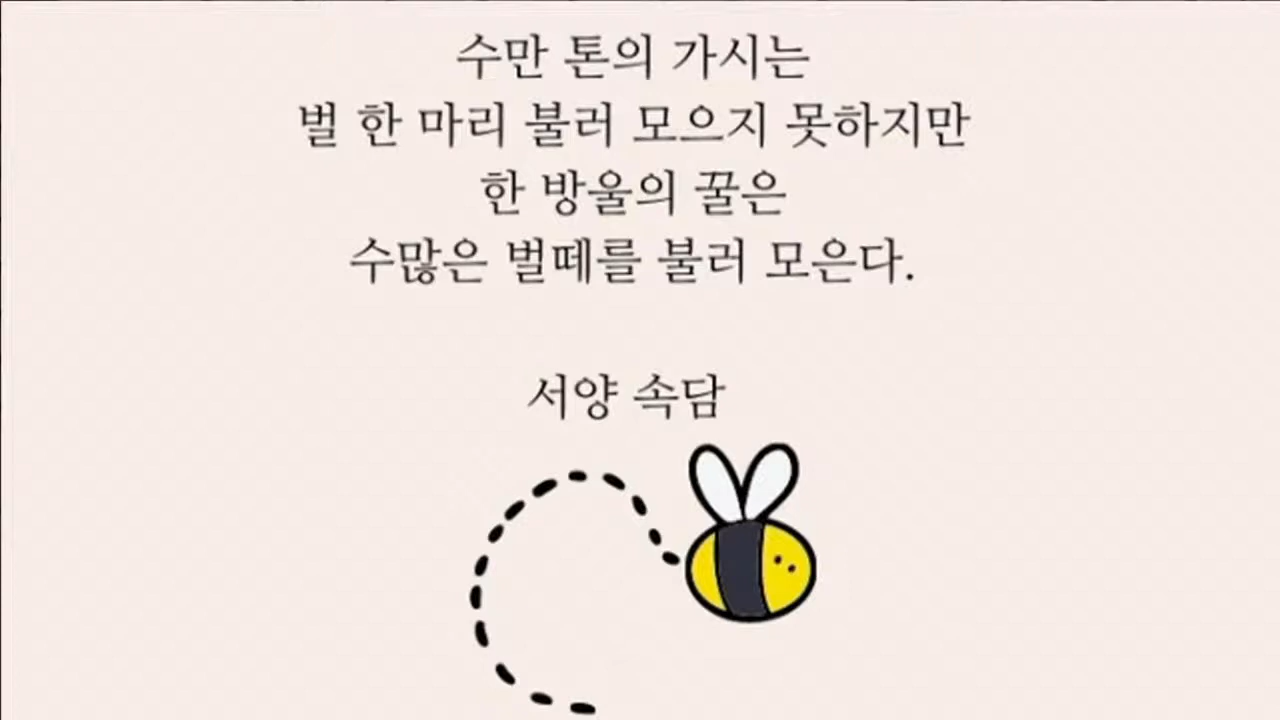 수만 톤의 가시는
벌 한 마리 불러 모으지 못하지만
한 방울의 꿀은
수많은 벌떼를 불러 모은다.
서양 속담